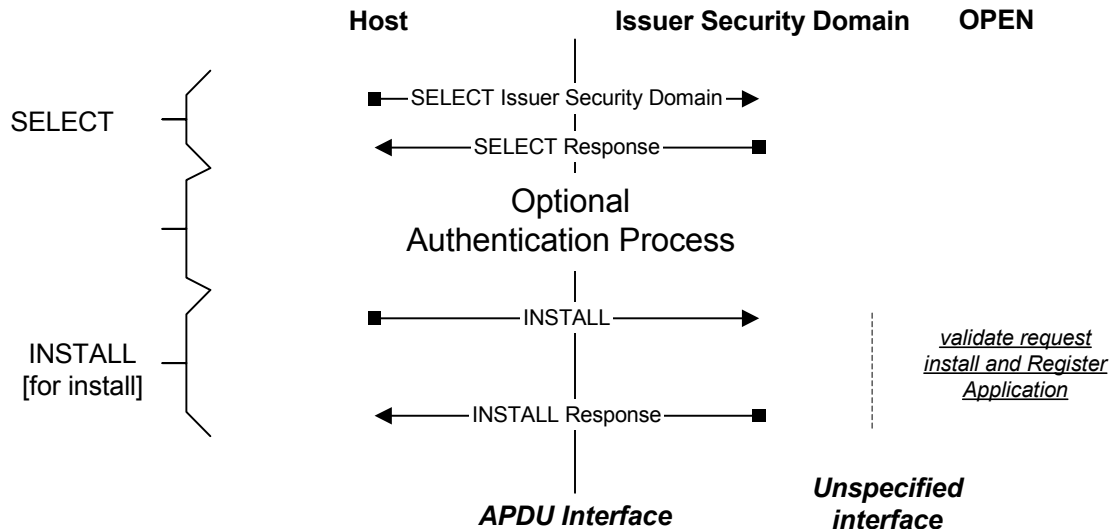 Host Issuer Security Domain OPEN
SELECT
SELECT Issuer Security Domain
SELECT Response
Optional
Authentication Process
INSTALL
[for install]
INSTALL
validate request
install and Register
Application
INSTALL Response
APDU Interface
Unspecified
interface